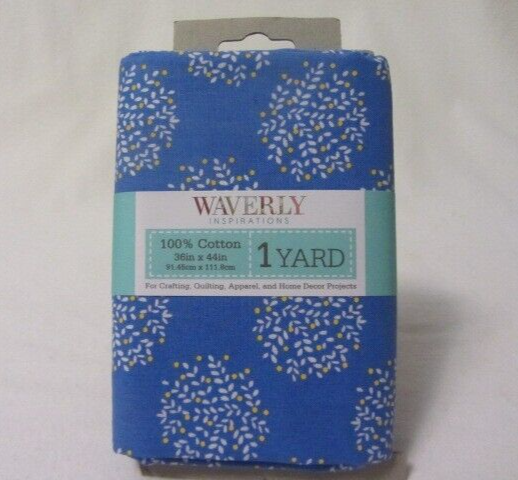 WAVERLY
INSPIRATIONS
100% Cotton
36in x 44in
91.45cm x 111.8cm
1 YARD
For Crafting, Quilting, Apparel, and Home Decor Projects